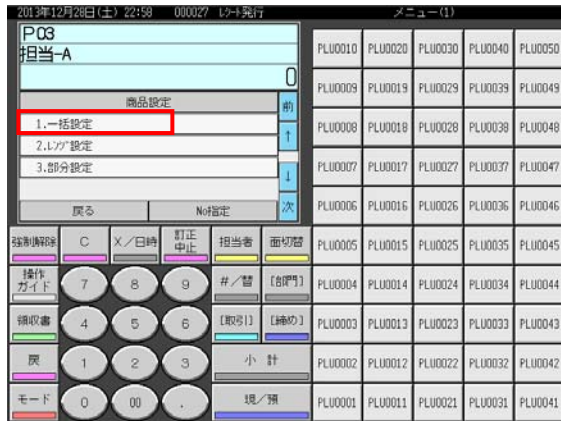 2013年12月28日(土) 22:58 000027 レシート発行 メニュー(1)
P03
担当-A
0
商品設定
1.一括設定
2.レンジ設定
3.部分設定
戻る No指定
前
↑
↓
次
強制解除 C ×/日時 訂正中止 担当者 面切替
操作ガイド 7 8 9 #/替 [部門]
領収書 4 5 6 [取引] [締め]
戻 1 2 3 小計
モード 0 00 . 現/預
PLU0010 PLU0020 PLU0030 PLU0040 PLU0050
PLU0009 PLU0019 PLU0029 PLU0039 PLU0049
PLU0008 PLU0018 PLU0028 PLU0038 PLU0048
PLU0007 PLU0017 PLU0027 PLU0037 PLU0047
PLU0006 PLU0016 PLU0026 PLU0036 PLU0046
PLU0005 PLU0015 PLU0025 PLU0035 PLU0045
PLU0004 PLU0014 PLU0024 PLU0034 PLU0044
PLU0003 PLU0013 PLU0023 PLU0033 PLU0043
PLU0002 PLU0012 PLU0022 PLU0032 PLU0042
PLU0001 PLU0011 PLU0021 PLU0031 PLU0041